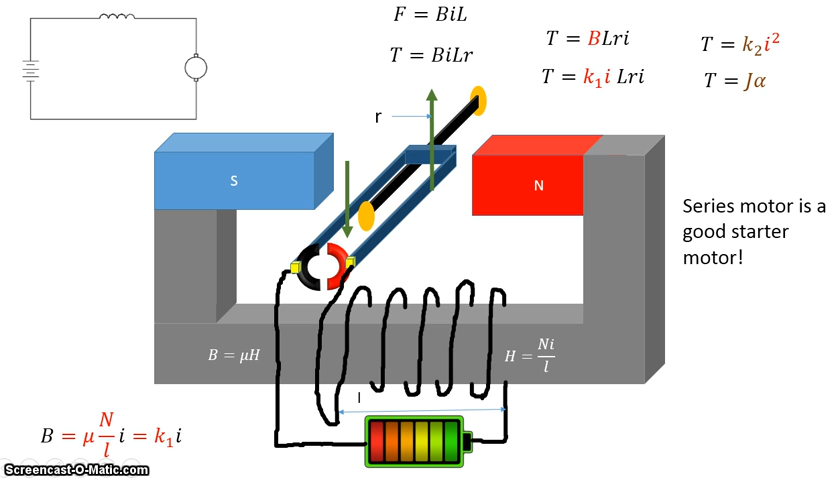 F = BiL
T = BiLr
T = BLri
T = k₁i Lri
T = k₂i²
T = Jα
r
S
N
Series motor is a
good starter
motor!
B = μH
H = Ni/l
l
B = μ N/l i = k₁i
Screencast-O-Matic.com